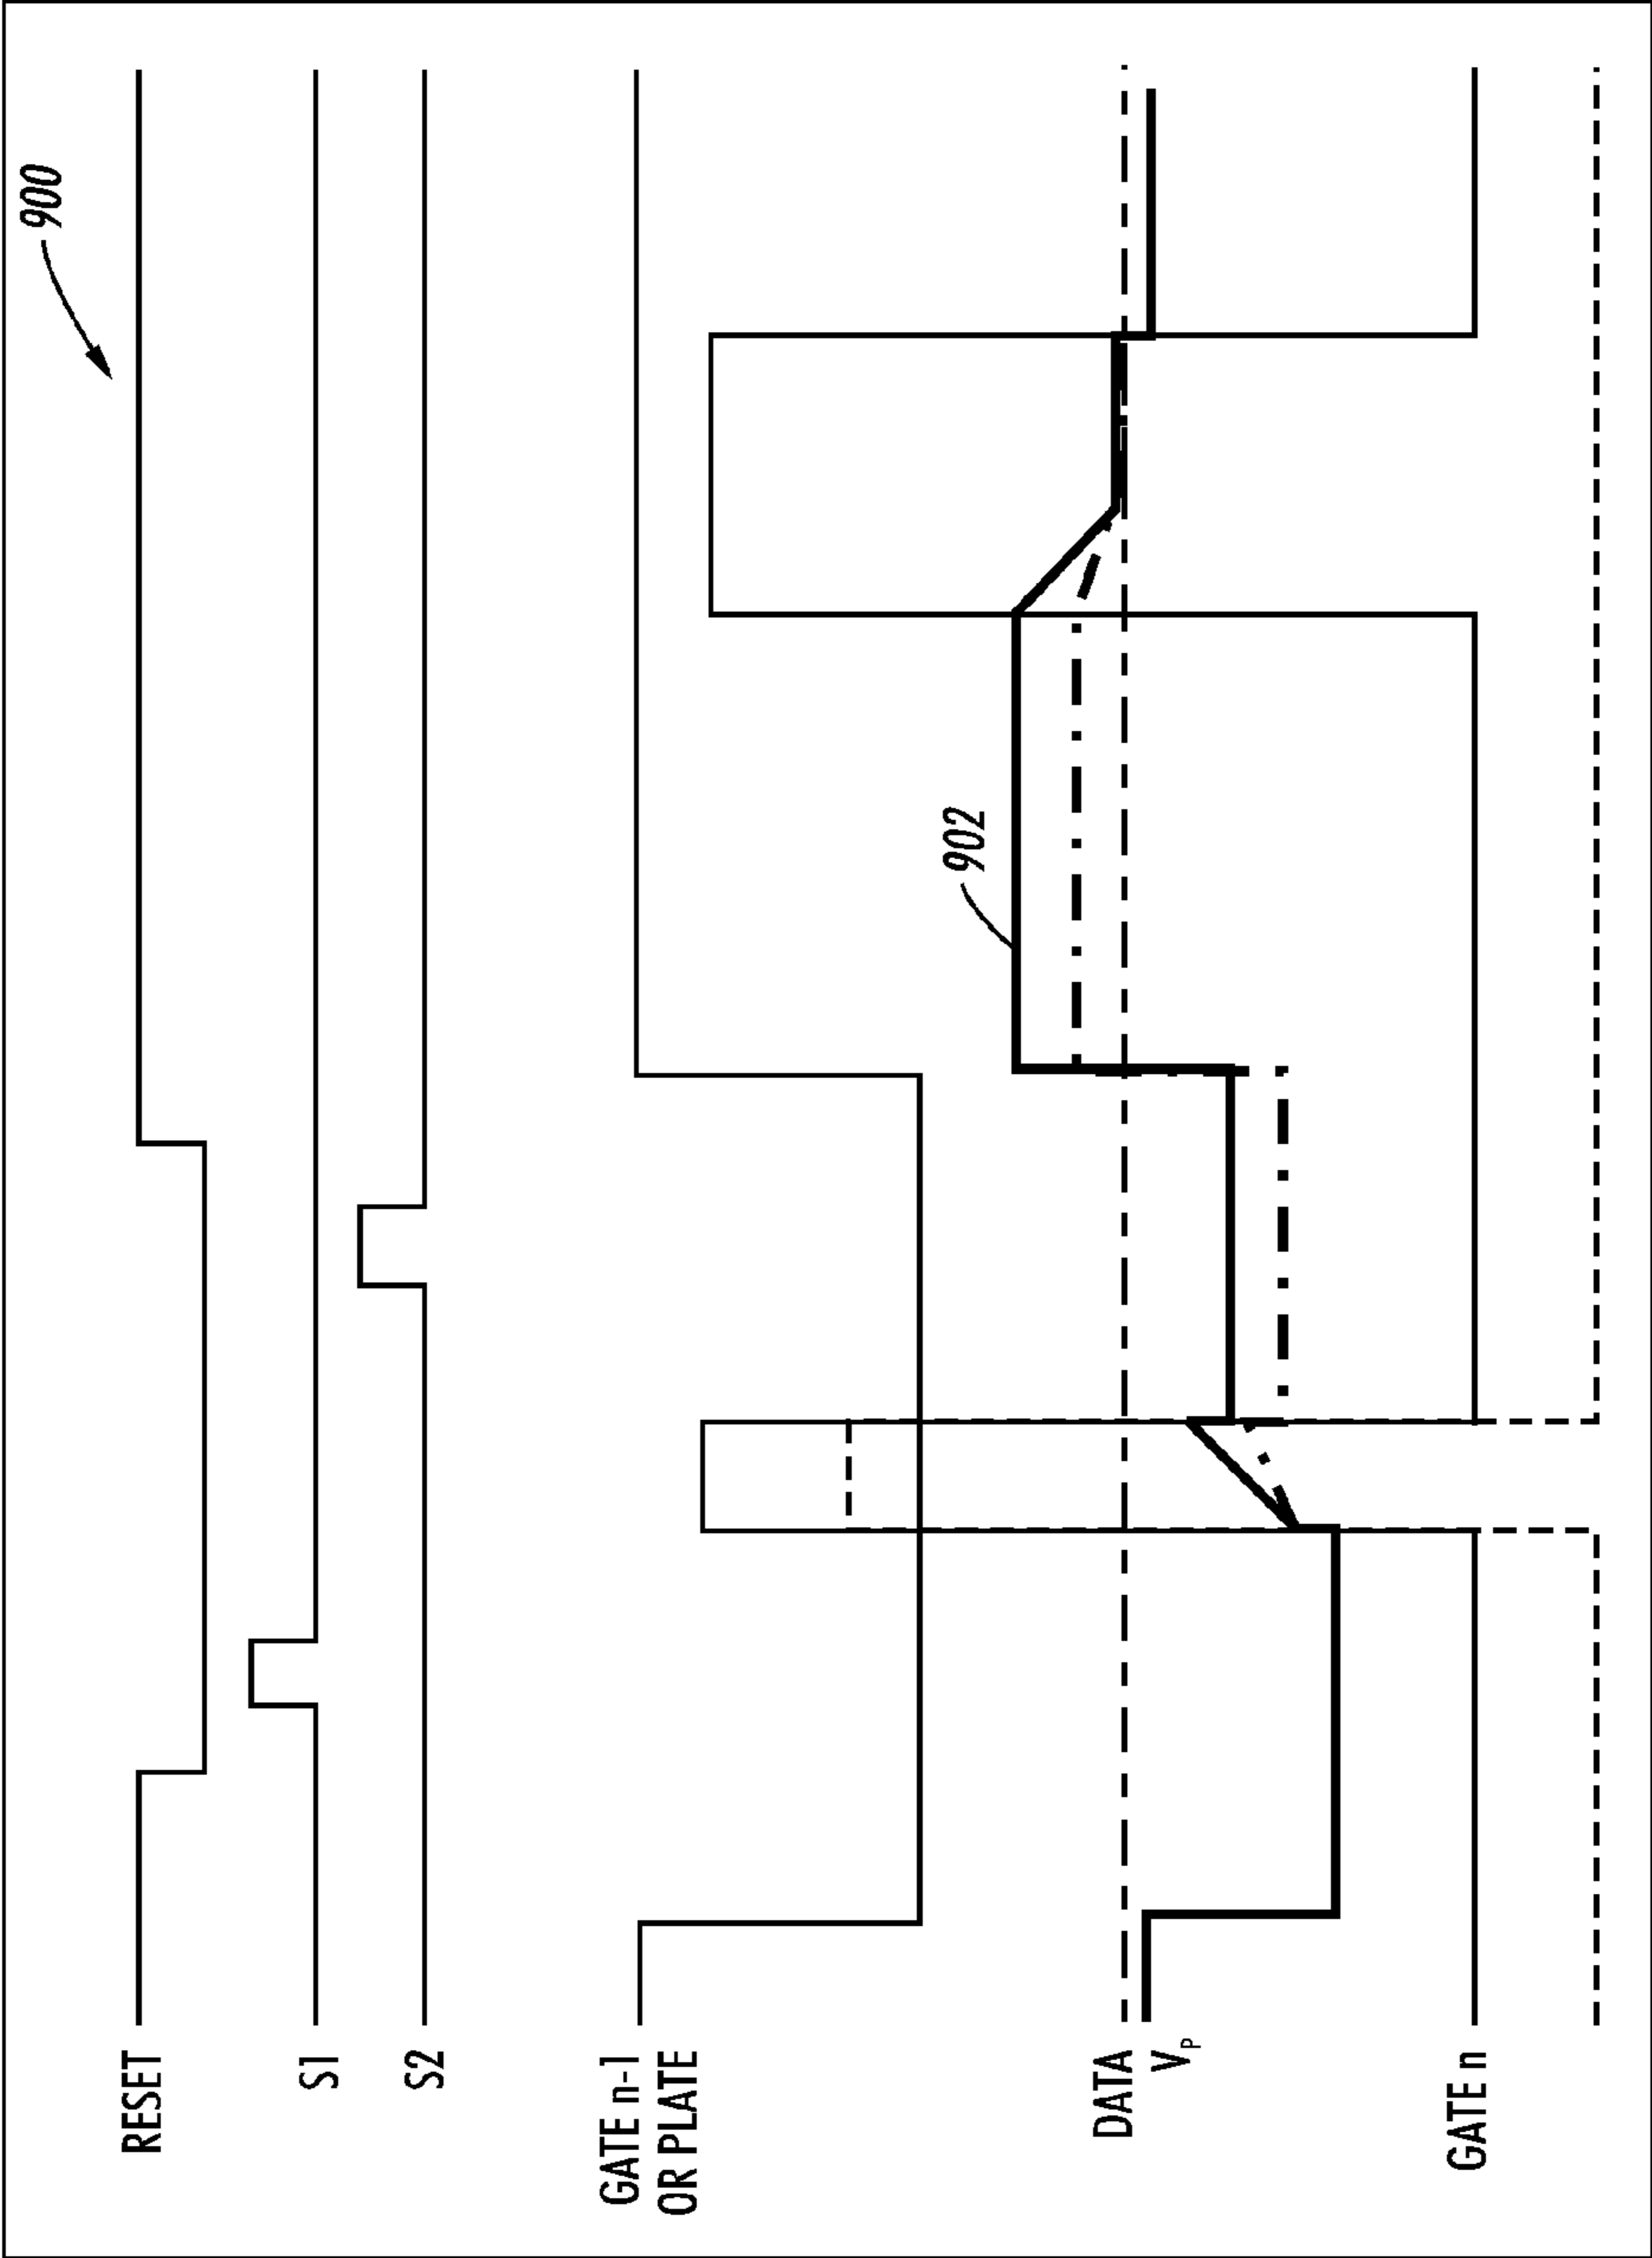 900
RESET
S1
S2
GATE n-1
OR PLATE
902
DATA
VP
GATE n